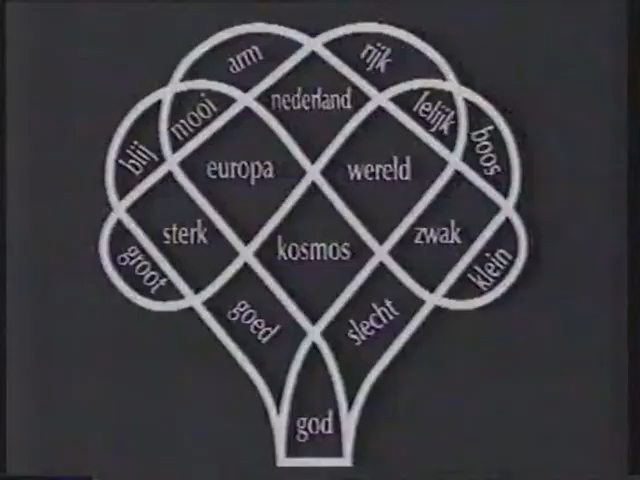 arm
rijk
nederland
mooi
lelijk
blij
boos
europa
wereld
sterk
zwak
kosmos
groot
klein
goed
slecht
god